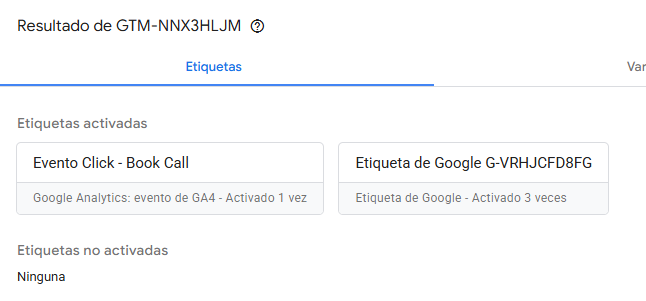 Resultado de GTM-NNX3HLJM
Etiquetas
Var
Etiquetas activadas
Evento Click - Book Call
Google Analytics: evento de GA4 - Activado 1 vez
Etiqueta de Google G-VRHJCFD8FG
Etiqueta de Google - Activado 3 veces
Etiquetas no activadas
Ninguna